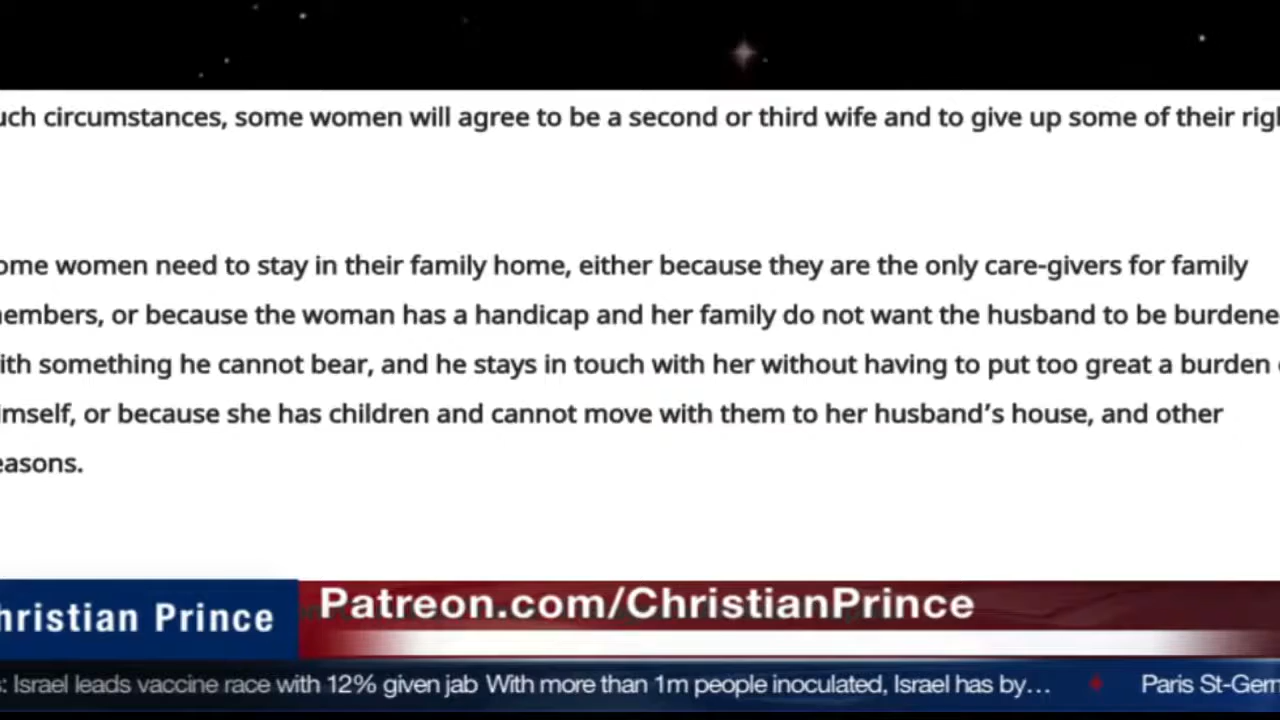 uch circumstances, some women will agree to be a second or third wife and to give up some of their righ
ome women need to stay in their family home, either because they are the only care-givers for family
embers, or because the woman has a handicap and her family do not want the husband to be burdene
ith something he cannot bear, and he stays in touch with her without having to put too great a burden
imself, or because she has children and cannot move with them to her husband’s house, and other
easons.
hristian Prince
Patreon.com/ChristianPrince
s: Israel leads vaccine race with 12% given jab With more than 1m people inoculated, Israel has by… Paris St-Germ